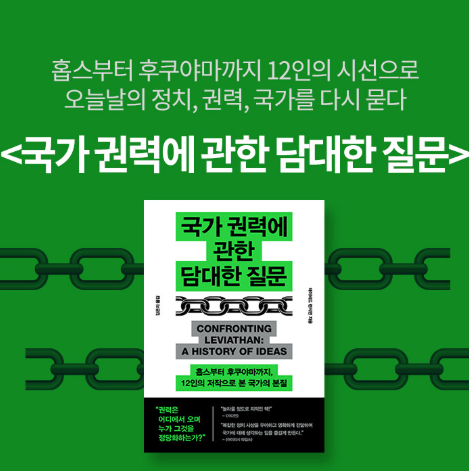 홉스부터 후쿠야마까지 12인의 시선으로
오늘날의 정치, 권력, 국가를 다시 묻다
<국가 권력에 관한 담대한 질문>
국가 권력에
관한
담대한 질문
CONFRONTING
LEVIATHAN:
A HISTORY OF IDEAS
홉스부터 후쿠야마까지,
12인의 저작으로 본 국가의 본질
"권력은
어디에서 오며
누가 그것을
정당화하는가?"